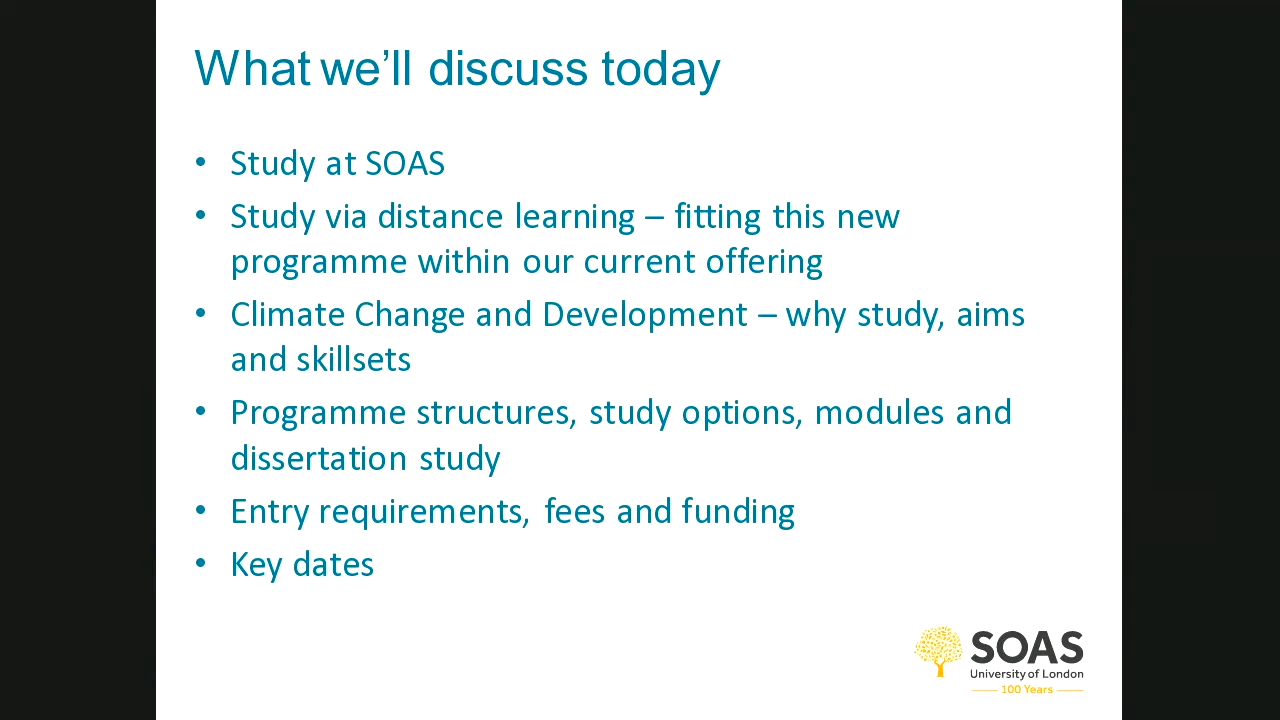 What we’ll discuss today
• Study at SOAS
• Study via distance learning – fitting this new
programme within our current offering
• Climate Change and Development – why study, aims
and skillsets
• Programme structures, study options, modules and
dissertation study
• Entry requirements, fees and funding
• Key dates
SOAS
University of London
100 Years